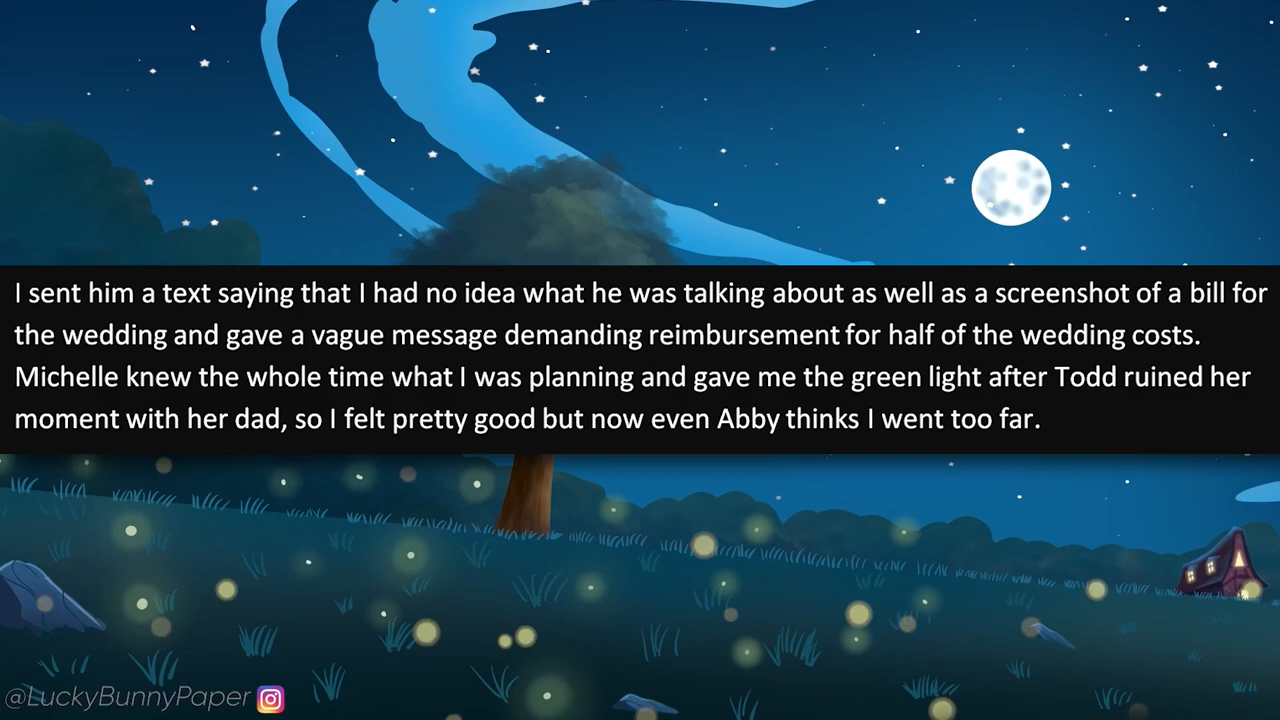 I sent him a text saying that I had no idea what he was talking about as well as a screenshot of a bill for
the wedding and gave a vague message demanding reimbursement for half of the wedding costs.
Michelle knew the whole time what I was planning and gave me the green light after Todd ruined her
moment with her dad, so I felt pretty good but now even Abby thinks I went too far.
@LuckyBunnyPaper